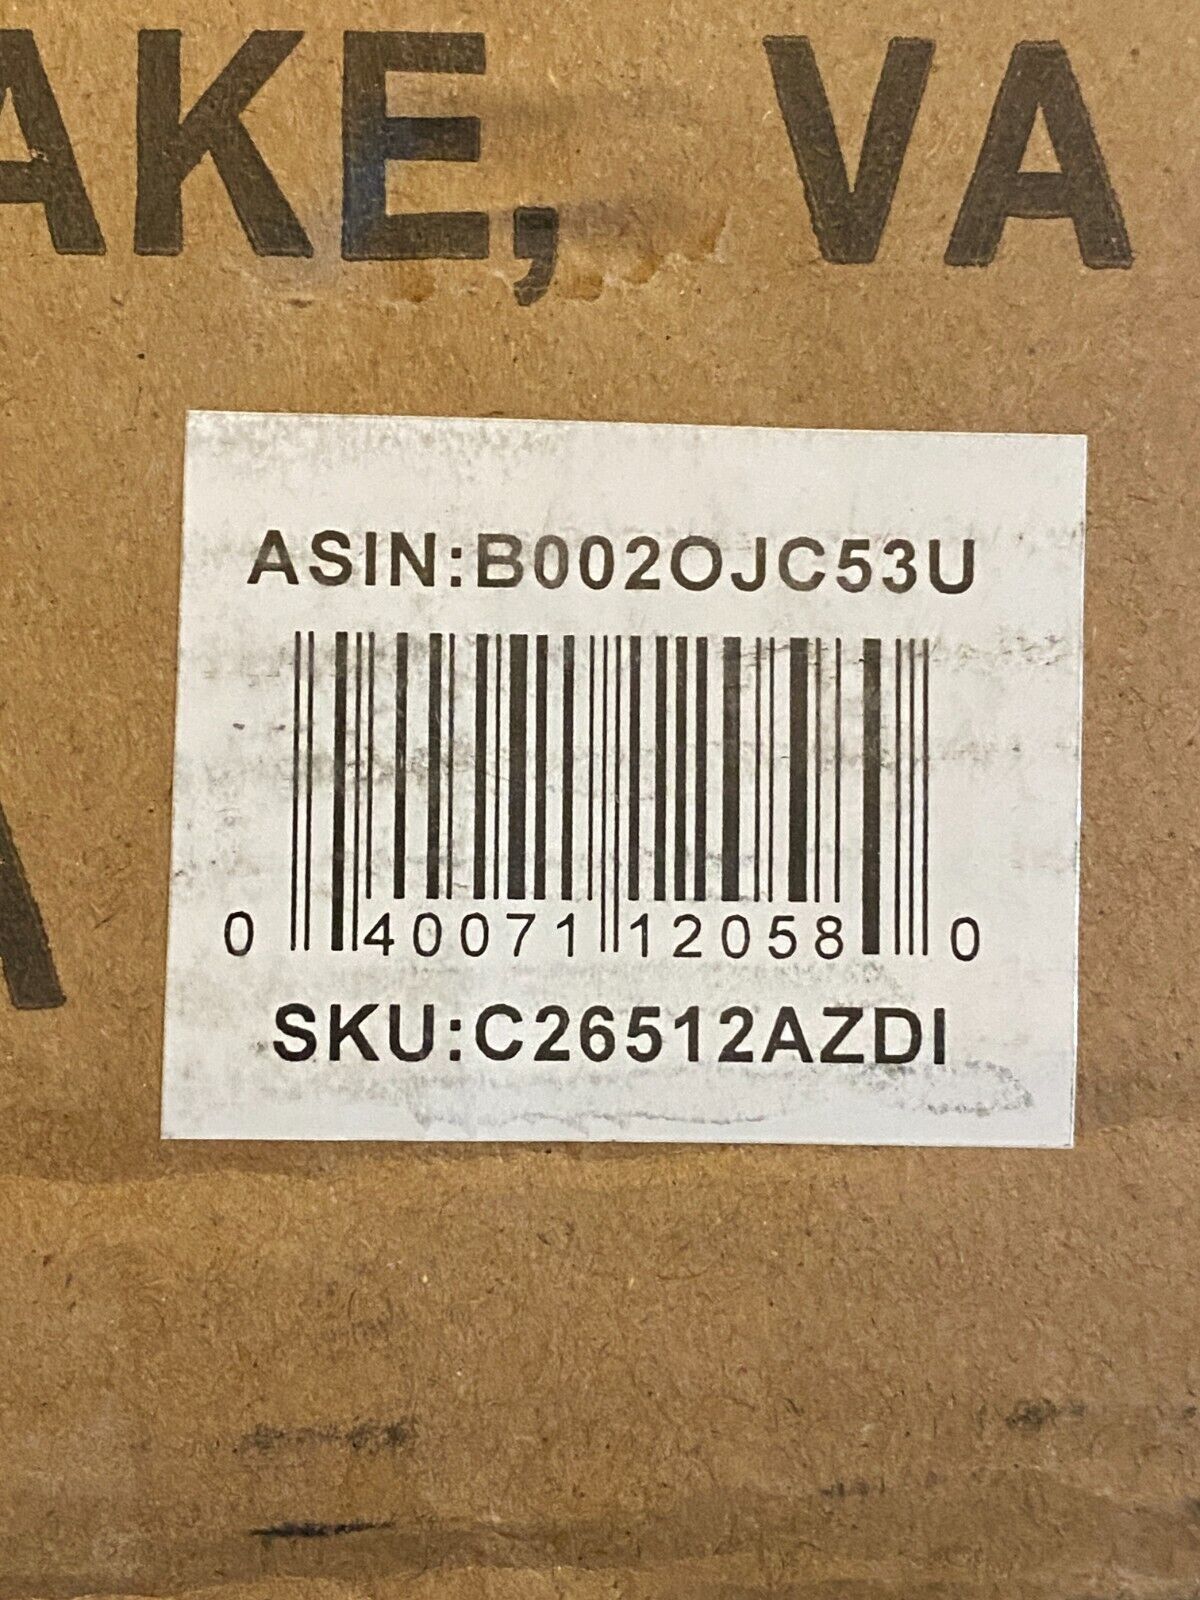 AKE, VA
ASIN:B002OJC53U
0 40071 12058 0
SKU:C26512AZDI